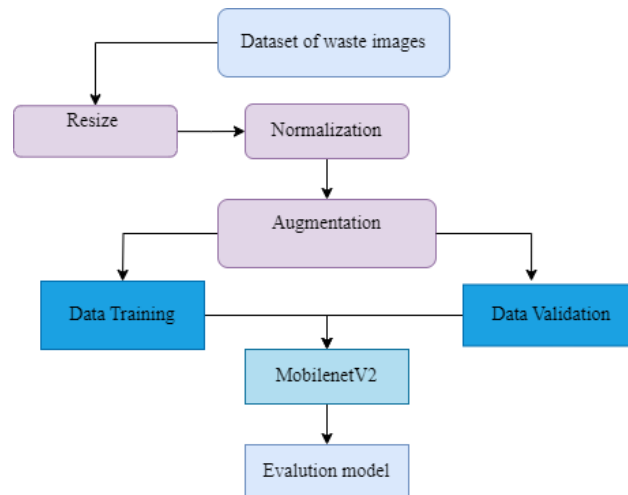 Dataset of waste images
Resize
Normalization
Augmentation
Data Training
Data Validation
MobilenetV2
Evalution model